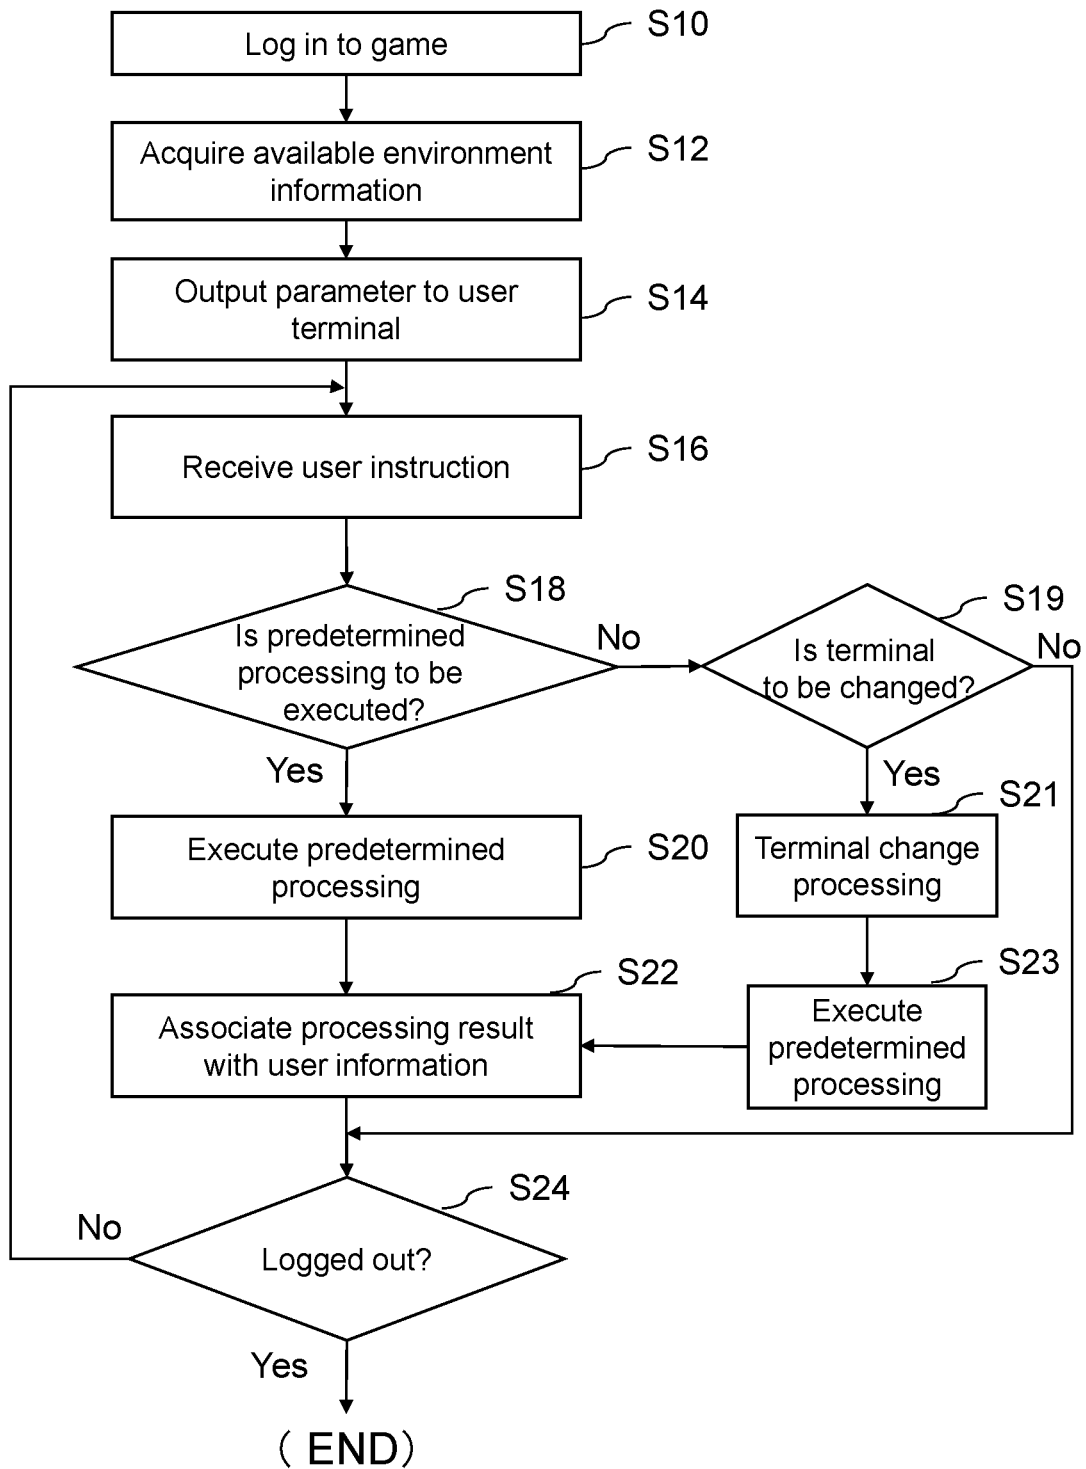 Log in to game
S10
Acquire available environment
information
S12
Output parameter to user
terminal
S14
Receive user instruction
S16
Is predetermined
processing to be
executed?
S18
No
Is terminal
to be changed?
S19
No
Yes
Yes
Execute predetermined
processing
S20
Terminal change
processing
S21
Associate processing result
with user information
S22
Execute
predetermined
processing
S23
Logged out?
S24
No
Yes
( END )